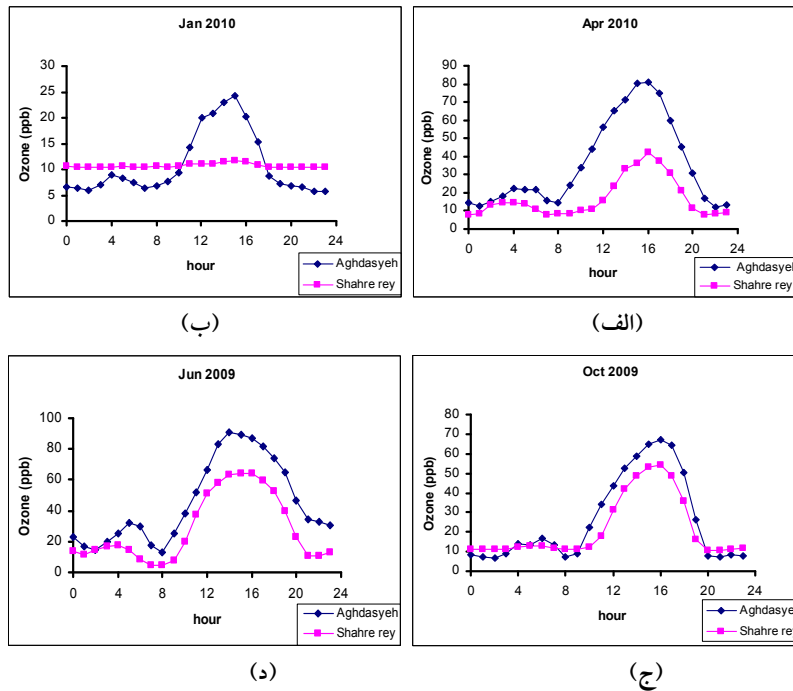 Jan 2010
Ozone (ppb)
30
25
20
15
10
5
0
0 4 8 12 16 20 24
hour
Aghdasyeh
Shahre rey
(ب)
Apr 2010
Ozone (ppb)
90
80
70
60
50
40
30
20
10
0
0 4 8 12 16 20 24
hour
Aghdasyeh
Shahre rey
(الف)
Jun 2009
Ozone (ppb)
100
80
60
40
20
0
0 4 8 12 16 20 24
hour
Aghdasyeh
Shahre rey
(د)
Oct 2009
Ozone (ppb)
80
70
60
50
40
30
20
10
0
0 4 8 12 16 20 24
hour
Aghdasyeh
Shahre rey
(ج)